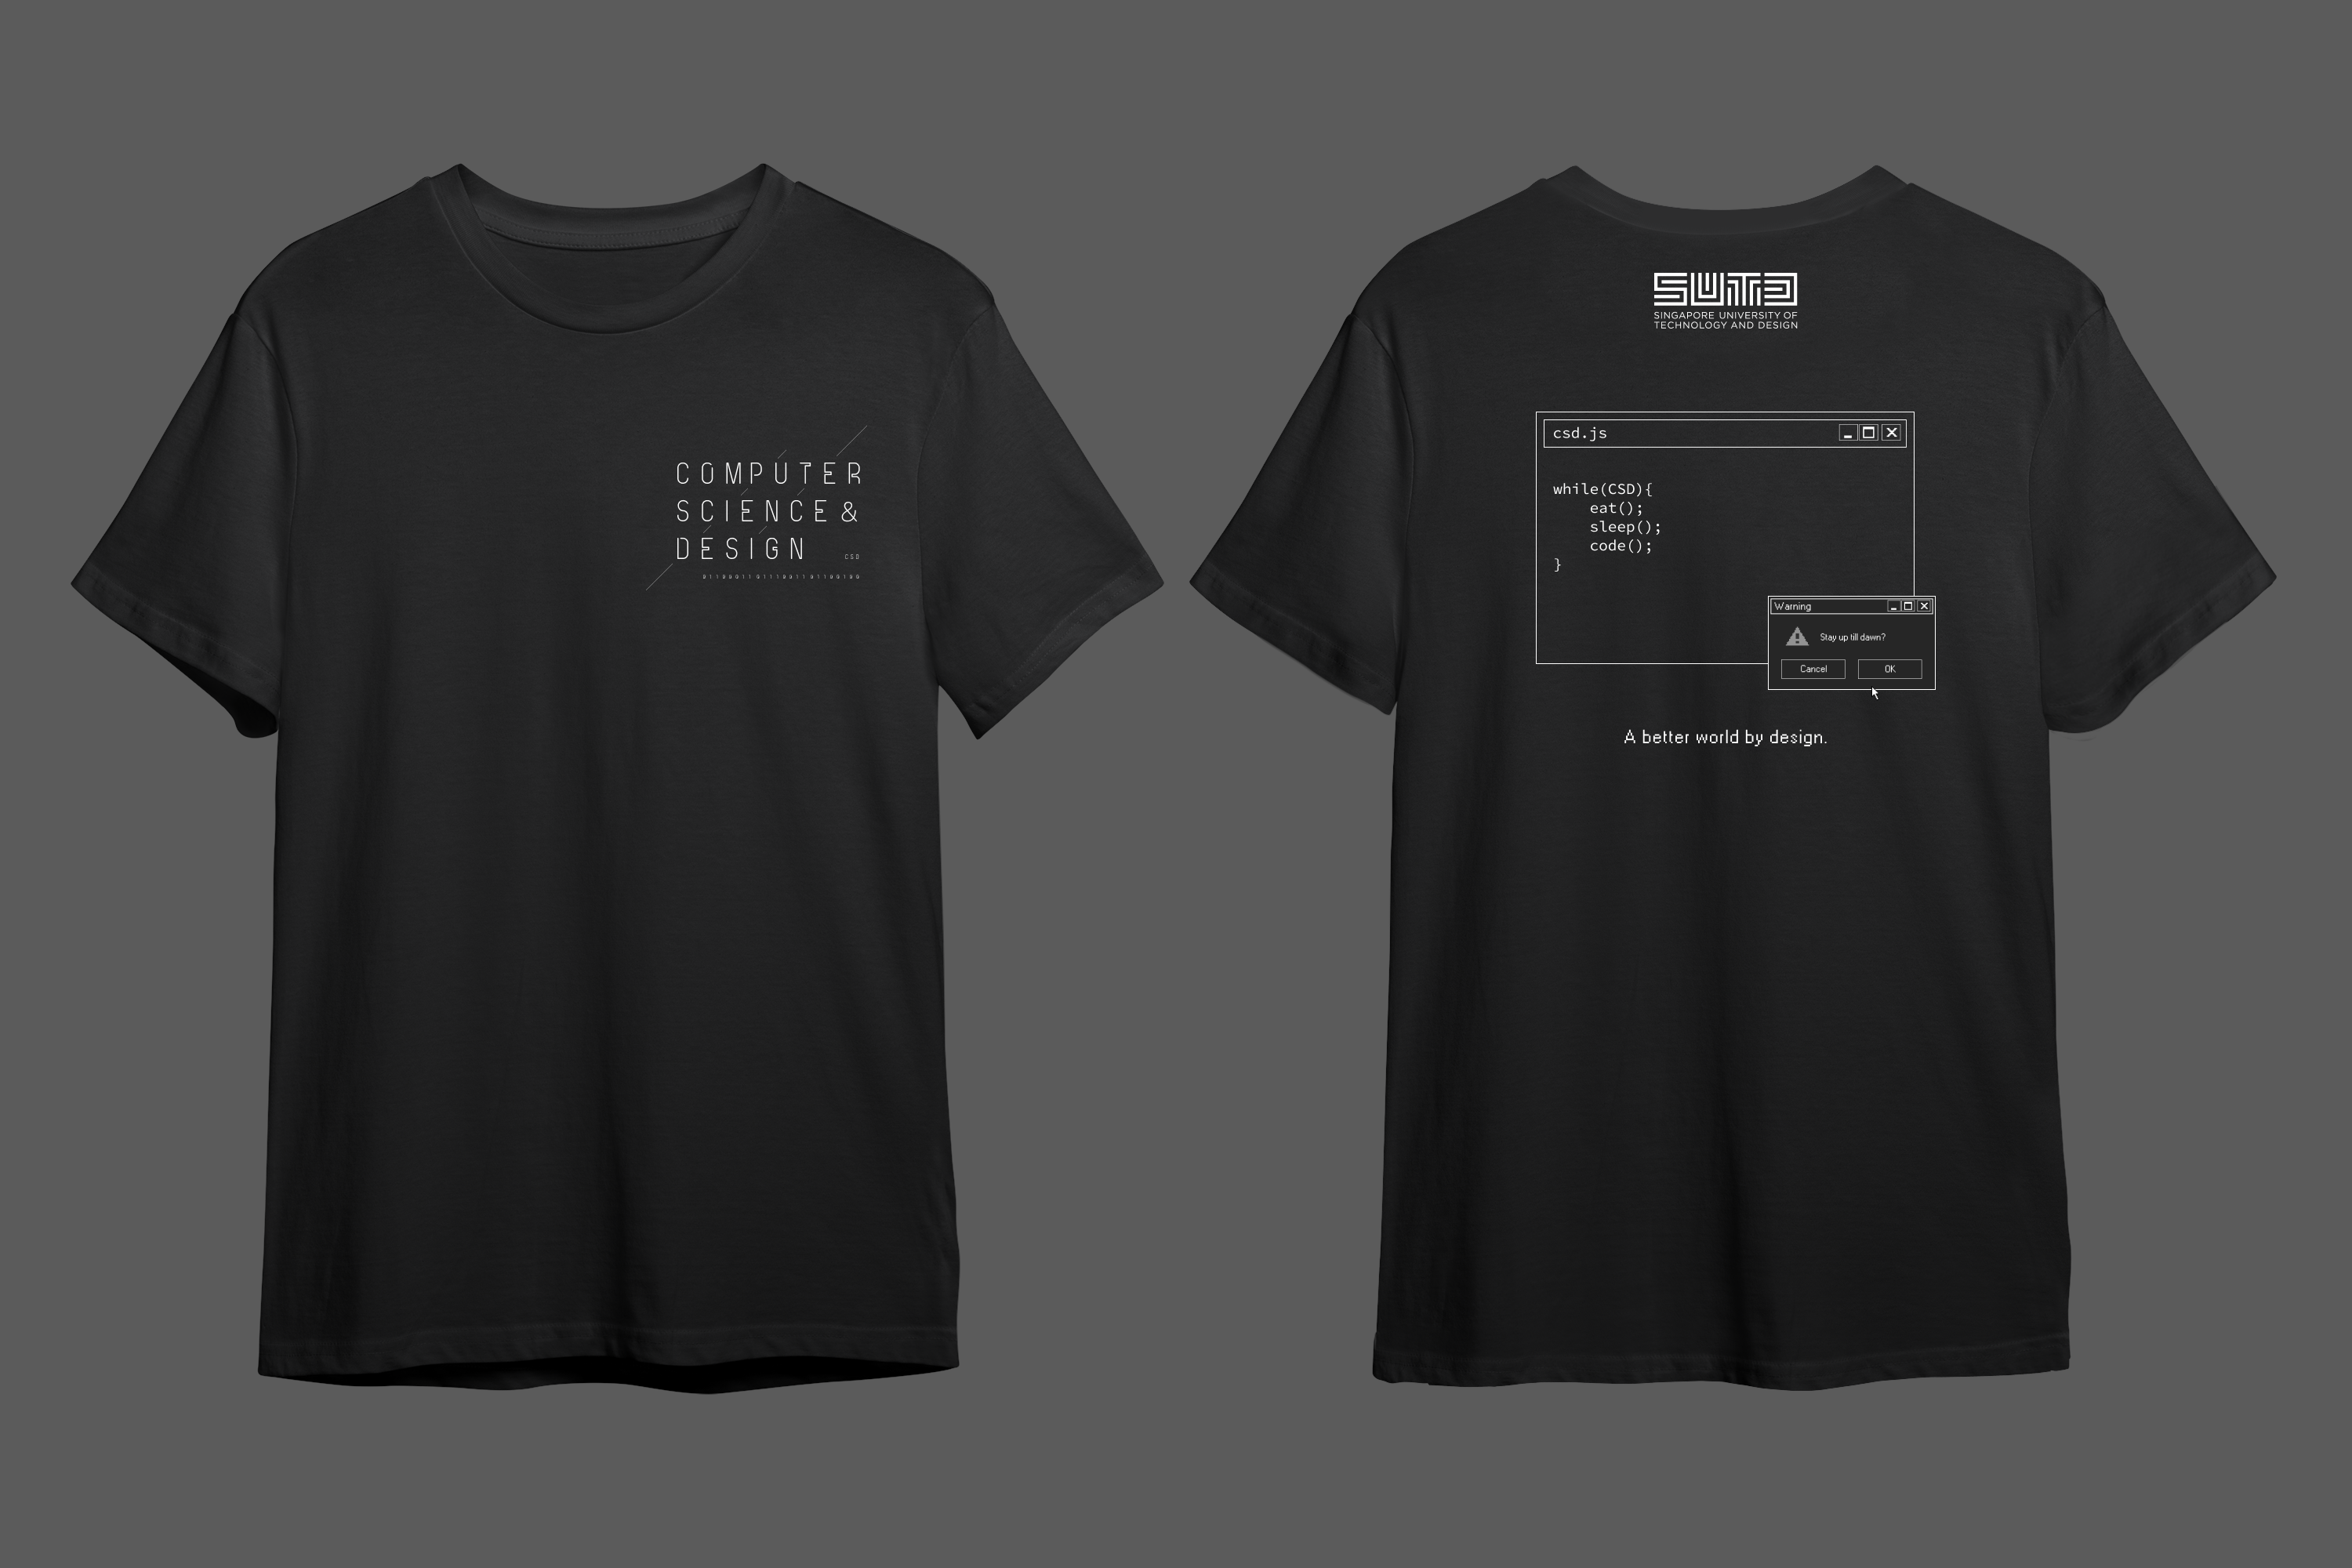 COMPUTER
SCIENCE &
DESIGN
CSD
011000110111001101100100
SUTD
SINGAPORE UNIVERSITY OF
TECHNOLOGY AND DESIGN
csd.js
while(CSD){
    eat();
    sleep();
    code();
}
Warning
Stay up till dawn?
Cancel OK
A better world by design.